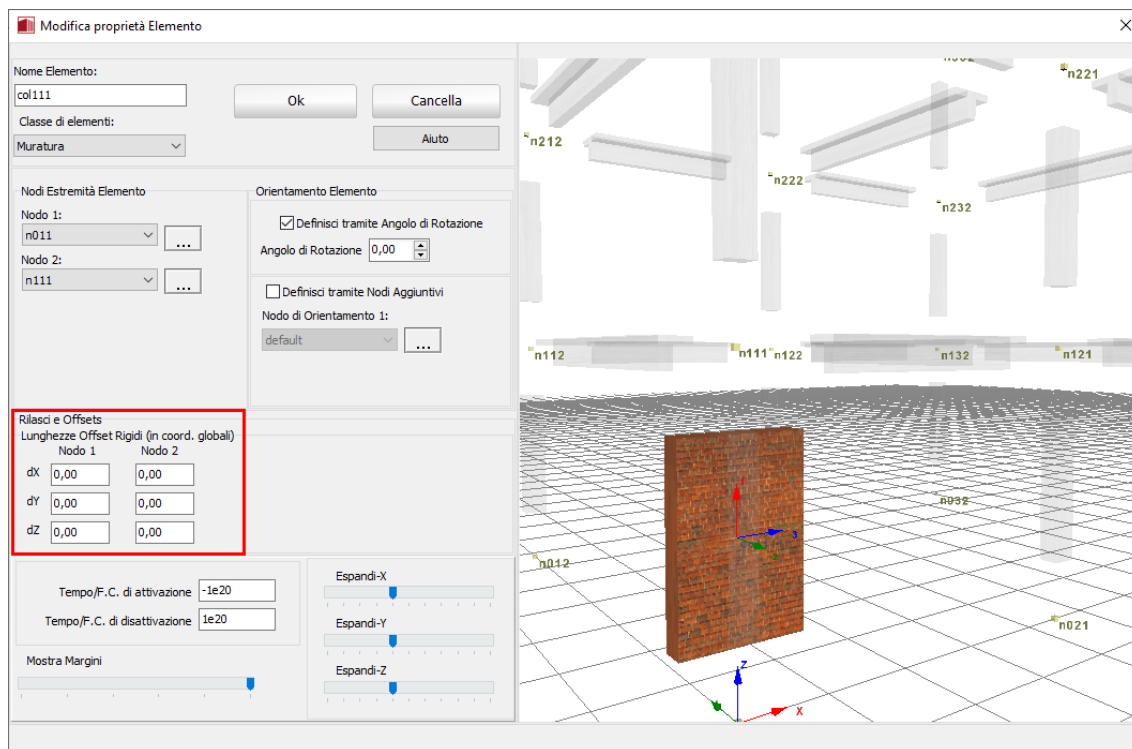 Modifica proprietà Elemento
Nome Elemento:
col111
Ok
Cancella
Classe di elementi:
Muratura
Aiuto
Nodi Estremità Elemento
Nodo 1:
n011
...
Nodo 2:
n111
...
Orientamento Elemento
Definisci tramite Angolo di Rotazione
Angolo di Rotazione 0,00
Definisci tramite Nodi Aggiuntivi
Nodo di Orientamento 1:
default
...
Rilasci e Offsets
Lunghezze Offset Rigidi (in coord. globali)
Nodo 1 Nodo 2
dX 0,00 0,00
dY 0,00 0,00
dZ 0,00 0,00
Tempo/F.C. di attivazione -1e20
Tempo/F.C. di disattivazione 1e20
Mostra Margini
Espandi-X
Espandi-Y
Espandi-Z
n221
n212
n222
n232
n112
n111
n122
n132
n121
3
n032
n012
n021
Z
X